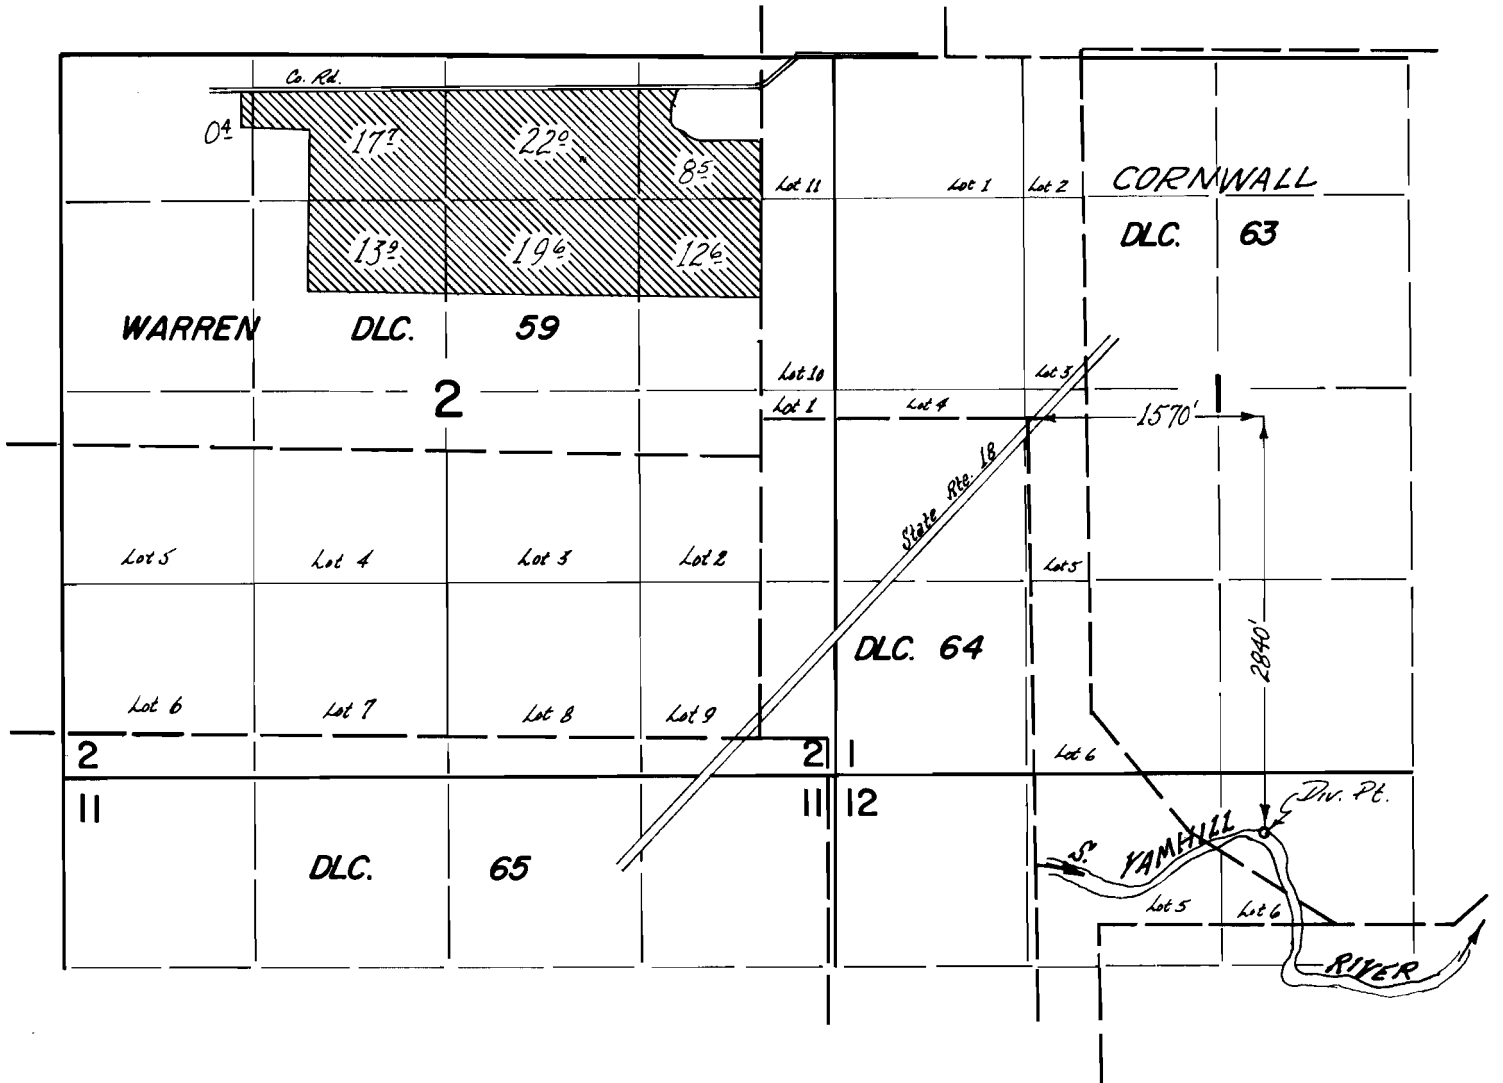 Co. Rd.
0.4
17.7
22.0
8.5
Lot 11
Lot 1
Lot 2
CORNWALL
DLC. 63
13.9
19.6
12.6
WARREN DLC. 59
Lot 10
Lot 3
2
1
Lot 1
Lot 4
1570'
State Rte. 18
Lot 5
Lot 4
Lot 3
Lot 2
Lot 5
DLC. 64
2840'
Lot 6
Lot 7
Lot 8
Lot 9
2
2
1
Lot 6
11
11
12
Div. Pt.
DLC. 65
S. YAMHILL RIVER
Lot 5
Lot 6